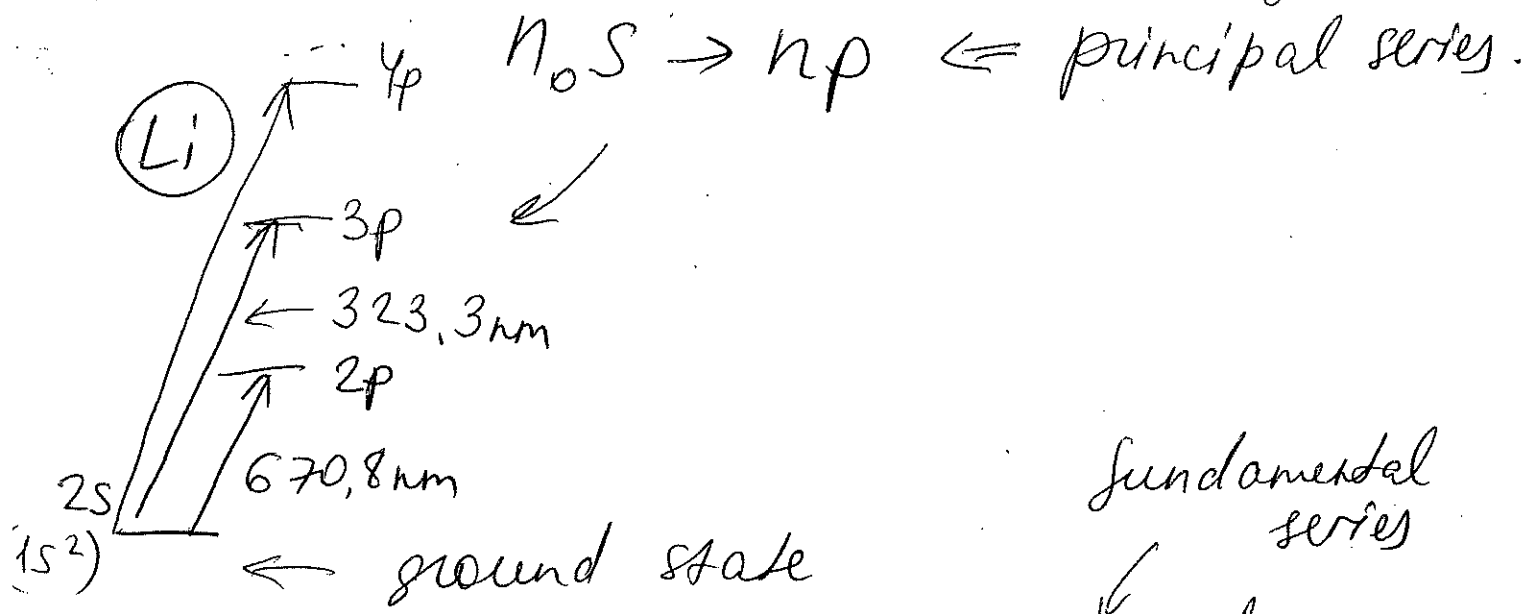 4p n₀s → np ⇐ principal series.
Li
3p
← 323,3nm
2p
670,8nm
2s
(1s²)
← ground state
fundamental
series